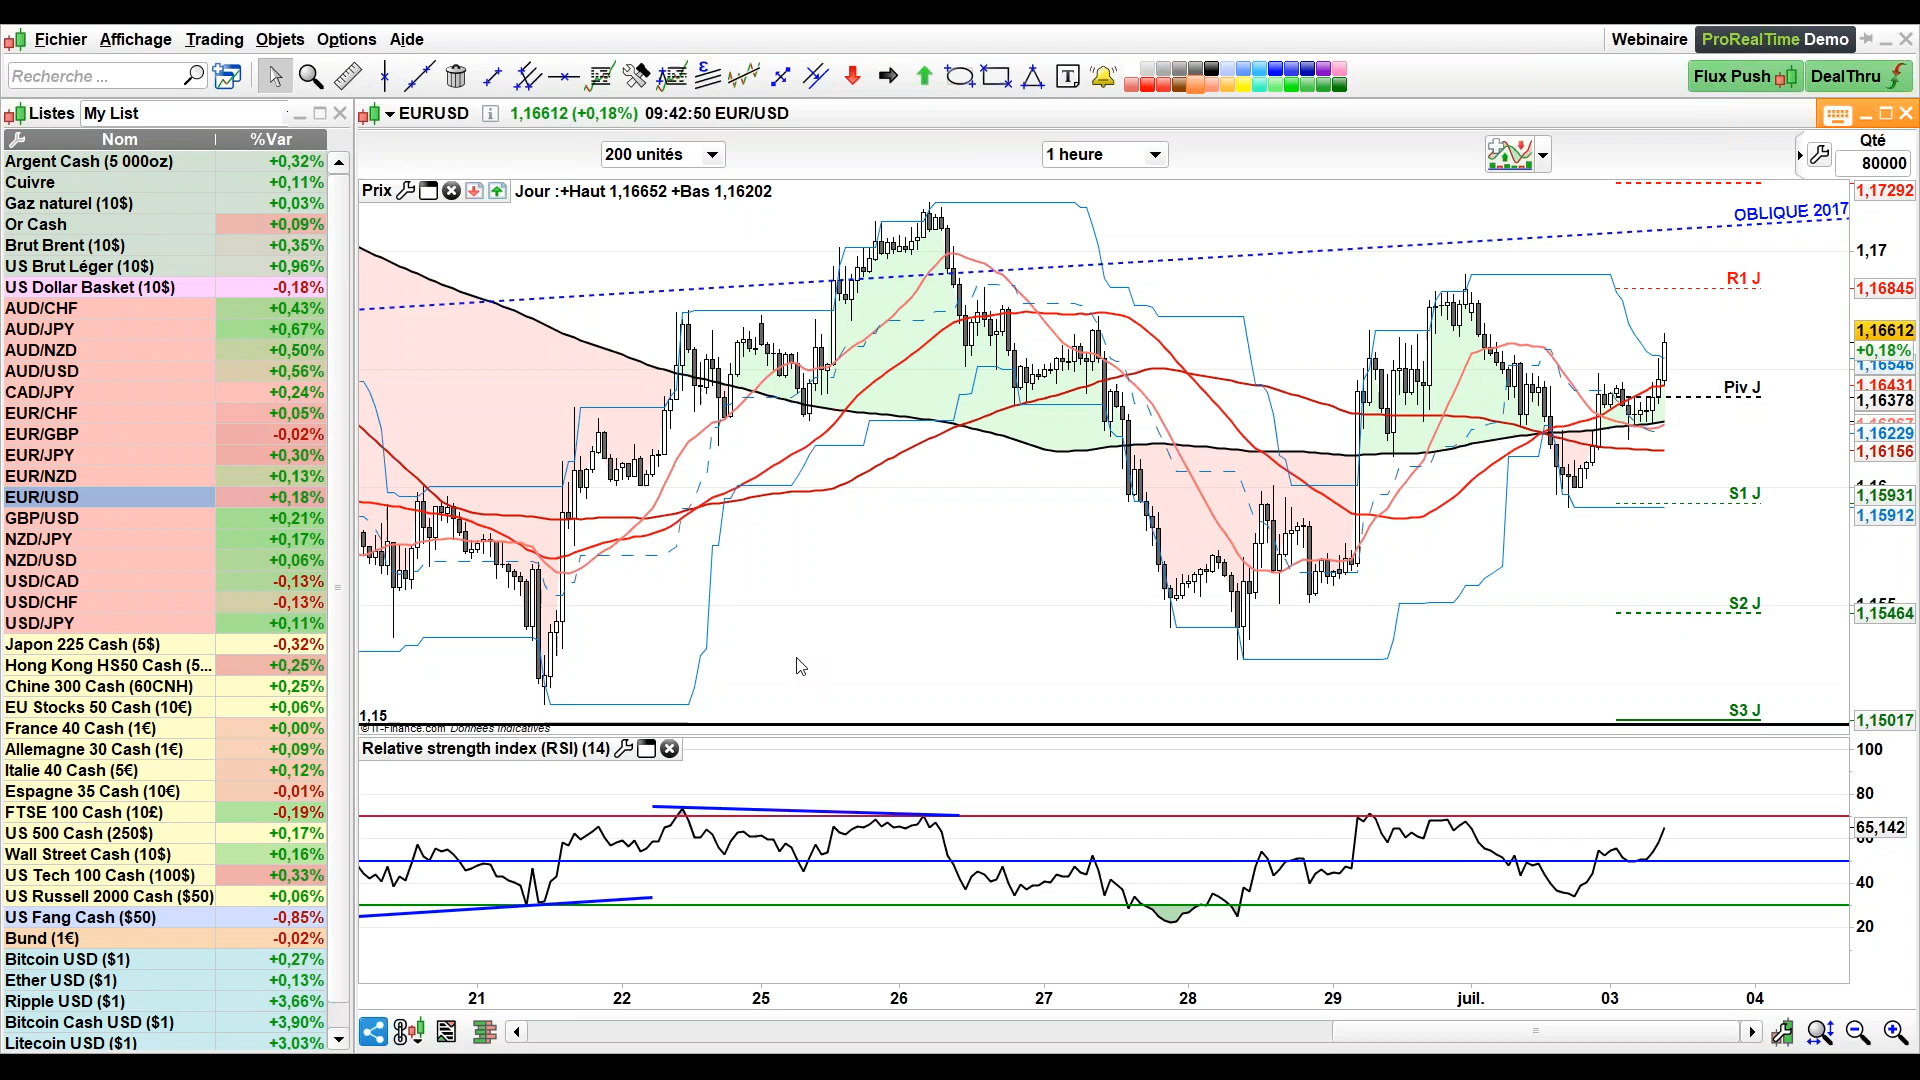 Fichier Affichage Trading Objets Options Aide
Webinaire ProRealTime Demo
Recherche ...
Flux Push DealThru
Listes My List
EURUSD 1,16612 (+0,18%) 09:42:50 EUR/USD
Nom %Var
200 unités
1 heure
Qté
80000
Argent Cash (5 000oz) +0,32%
Cuivre +0,11%
Gaz naturel (10$) +0,03%
Or Cash +0,09%
Brut Brent (10$) +0,35%
US Brut Léger (10$) +0,96%
US Dollar Basket (10$) -0,18%
AUD/CHF +0,43%
AUD/JPY +0,67%
AUD/NZD +0,50%
AUD/USD +0,56%
CAD/JPY +0,24%
EUR/CHF +0,05%
EUR/GBP -0,02%
EUR/JPY +0,30%
EUR/NZD +0,13%
EUR/USD +0,18%
GBP/USD +0,21%
NZD/JPY +0,17%
NZD/USD +0,06%
USD/CAD -0,13%
USD/CHF -0,13%
USD/JPY +0,11%
Japon 225 Cash (5$) -0,32%
Hong Kong HS50 Cash (5... +0,25%
Chine 300 Cash (60CNH) +0,25%
EU Stocks 50 Cash (10€) +0,06%
France 40 Cash (1€) +0,00%
Allemagne 30 Cash (1€) +0,09%
Italie 40 Cash (5€) +0,12%
Espagne 35 Cash (10€) -0,01%
FTSE 100 Cash (10£) -0,19%
US 500 Cash (250$) +0,17%
Wall Street Cash (10$) +0,16%
US Tech 100 Cash (100$) +0,33%
US Russell 2000 Cash ($50) +0,06%
US Fang Cash ($50) -0,85%
Bund (1€) -0,02%
Bitcoin USD ($1) +0,27%
Ether USD ($1) +0,13%
Ripple USD ($1) +3,66%
Bitcoin Cash USD ($1) +3,90%
Litecoin USD ($1) +3,03%
Prix Jour :+Haut 1,16652 +Bas 1,16202
1,17292
OBLIQUE 2017
1,17
R1 J
1,16845
1,16612
+0,18%
1,16546
1,16431
Piv J
1,16378
1,16229
1,16156
S1 J
1,15931
1,15912
S2 J
1,15464
S3 J
1,15017
1,15
© IT-Finance.com Données indicatives
Relative strength index (RSI) (14)
100
80
65,142
40
20
21 22 25 26 27 28 29 juil. 03 04